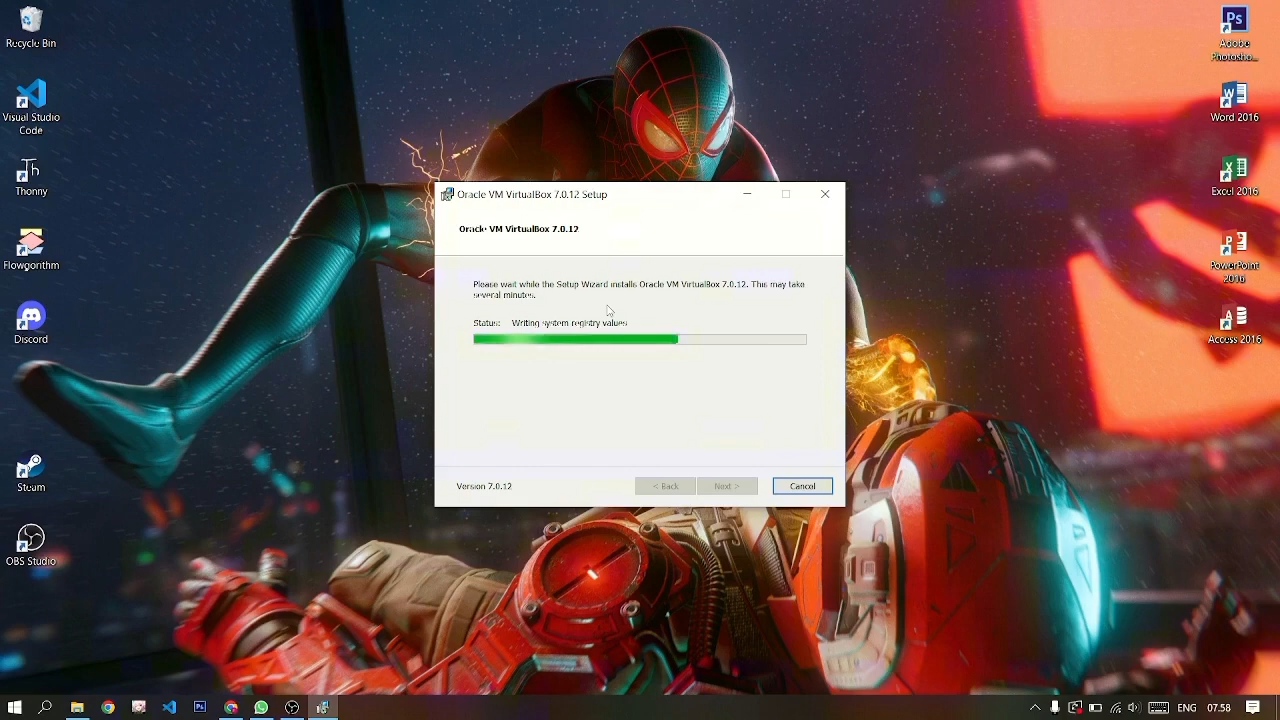 Recycle Bin
Visual Studio
Code
Thonny
Flowgorithm
Discord
Steam
OBS Studio
Ps
Adobe
Photosho...
Word 2016
Excel 2016
PowerPoint
2016
Access 2016
Oracle VM VirtualBox 7.0.12 Setup
Oracle VM VirtualBox 7.0.12
Please wait while the Setup Wizard installs Oracle VM VirtualBox 7.0.12. This may take
several minutes.
Status: Writing system registry values
Version 7.0.12
< Back
Next >
Cancel
ENG
07.58